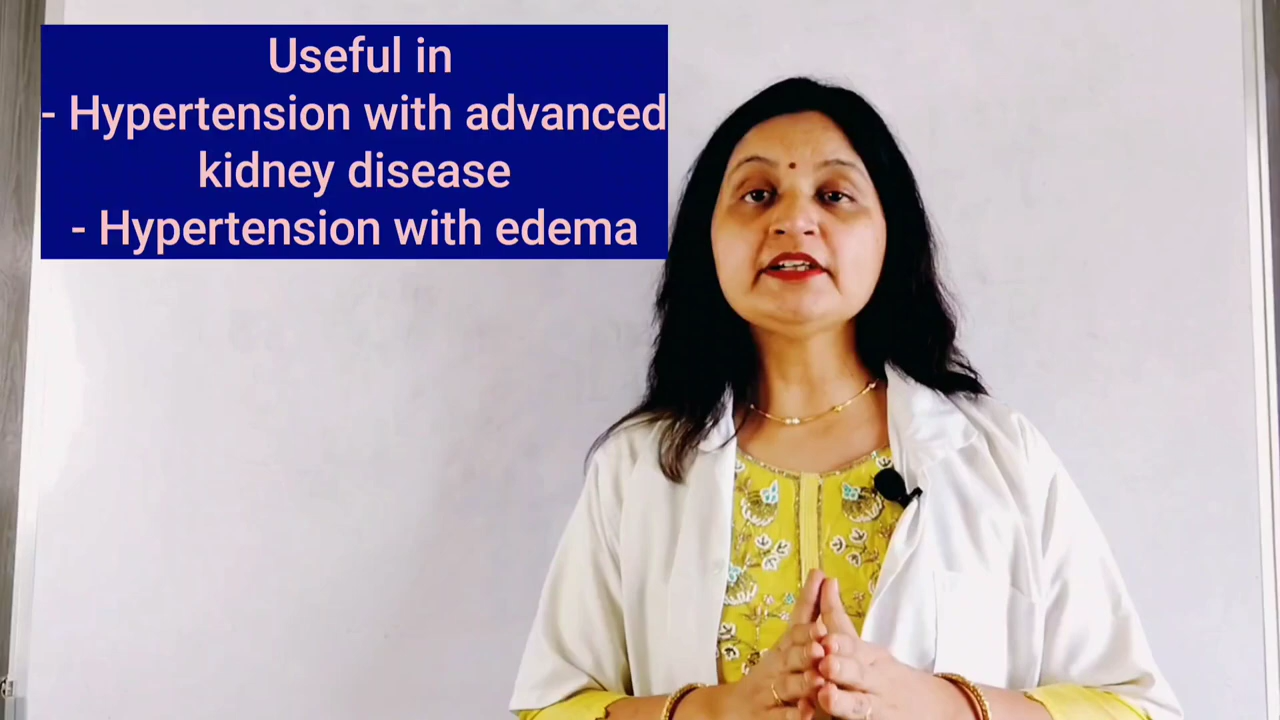 Useful in
- Hypertension with advanced
kidney disease
- Hypertension with edema